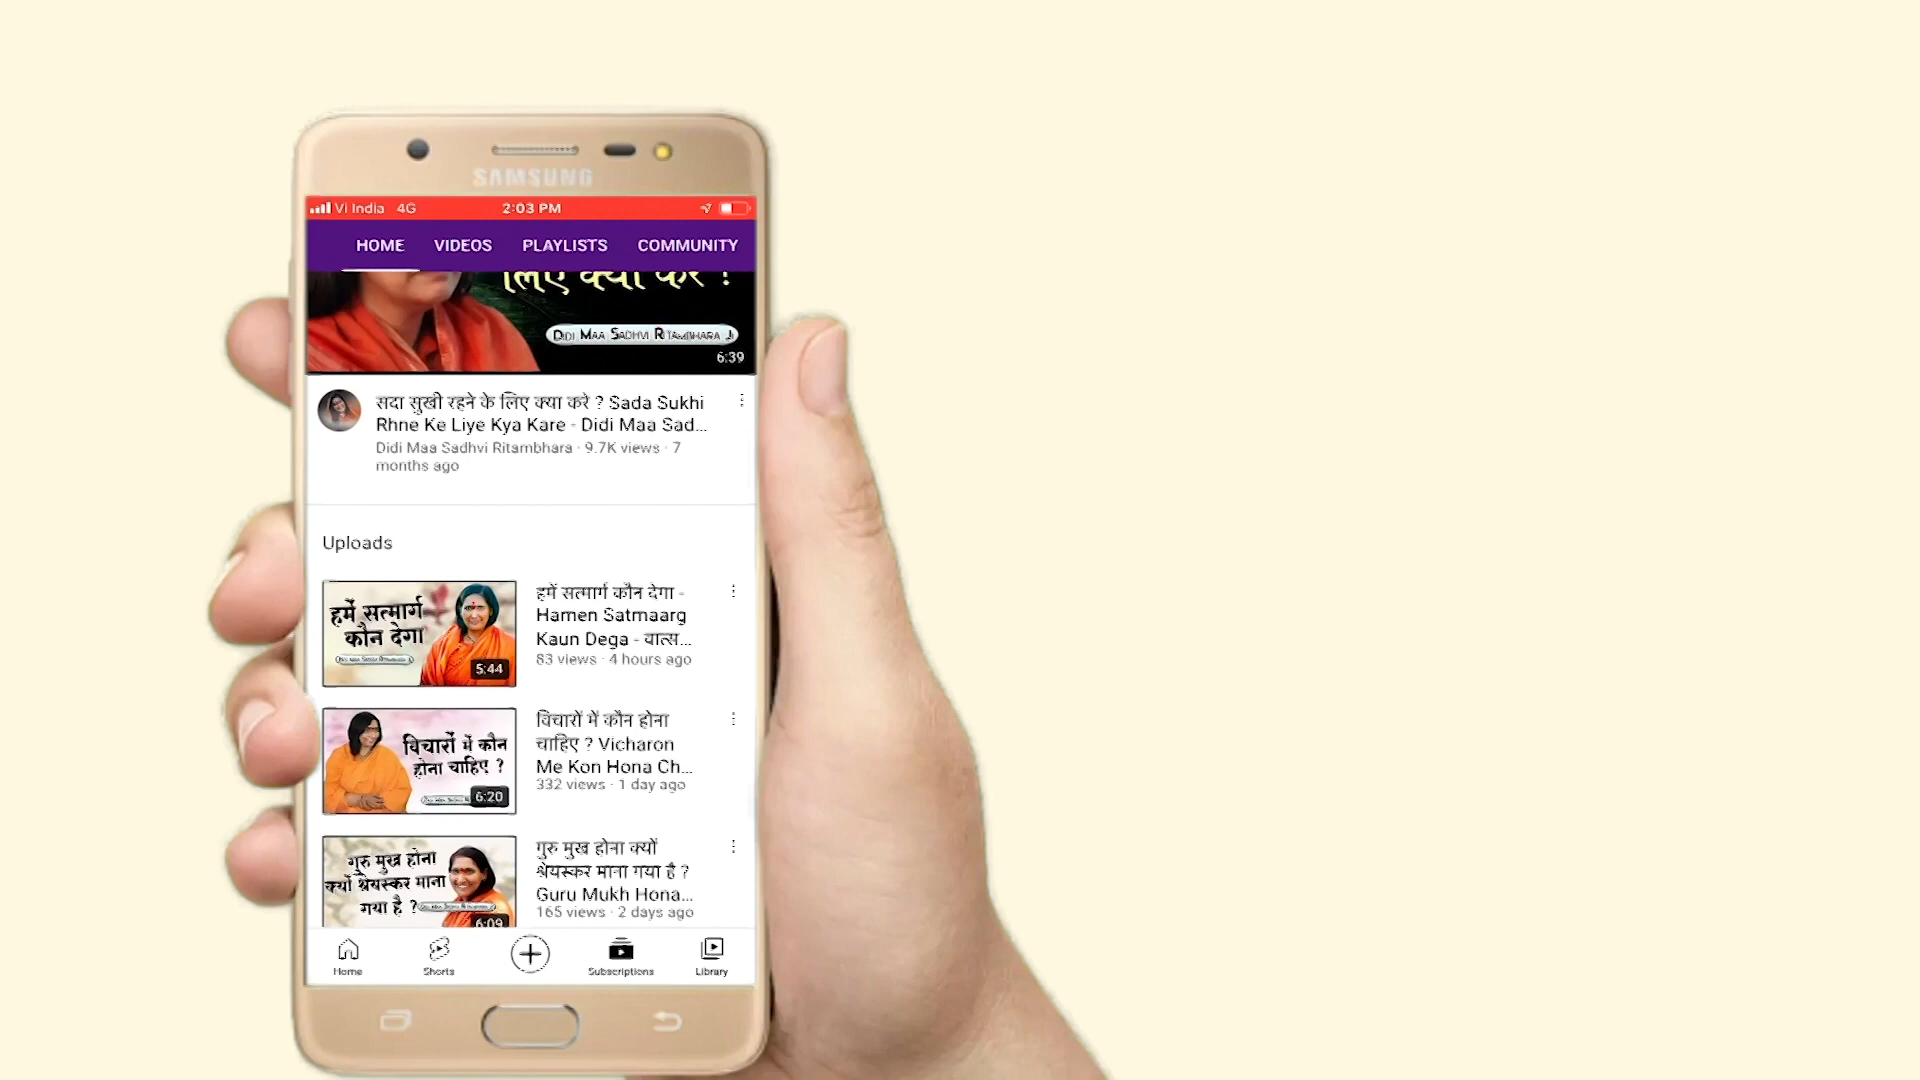 SAMSUNG
VI India 4G 2:03 PM
HOME VIDEOS PLAYLISTS COMMUNITY
लिए क्या करे ?
DIDI MAA SADHVI RITAMBHARA JI
6:39
सदा सुखी रहने के लिए क्या करे ? Sada Sukhi
Rhne Ke Liye Kya Kare - Didi Maa Sad...
Didi Maa Sadhvi Ritambhara · 9.7K views · 7
months ago
Uploads
हमें सत्मार्ग
कौन देगा
5:44
हमें सत्मार्ग कौन देगा -
Hamen Satmaarg
Kaun Dega - वात्स...
83 views · 4 hours ago
विचारों में कौन
होना चाहिए ?
6:20
विचारों में कौन होना
चाहिए ? Vicharon
Me Kon Hona Ch...
332 views · 1 day ago
गुरु मुख होना
क्यों श्रेयस्कर माना
गया है ?
6:09
गुरु मुख होना क्यों
श्रेयस्कर माना गया है ?
Guru Mukh Hona...
165 views · 2 days ago
Home Shorts Subscriptions Library